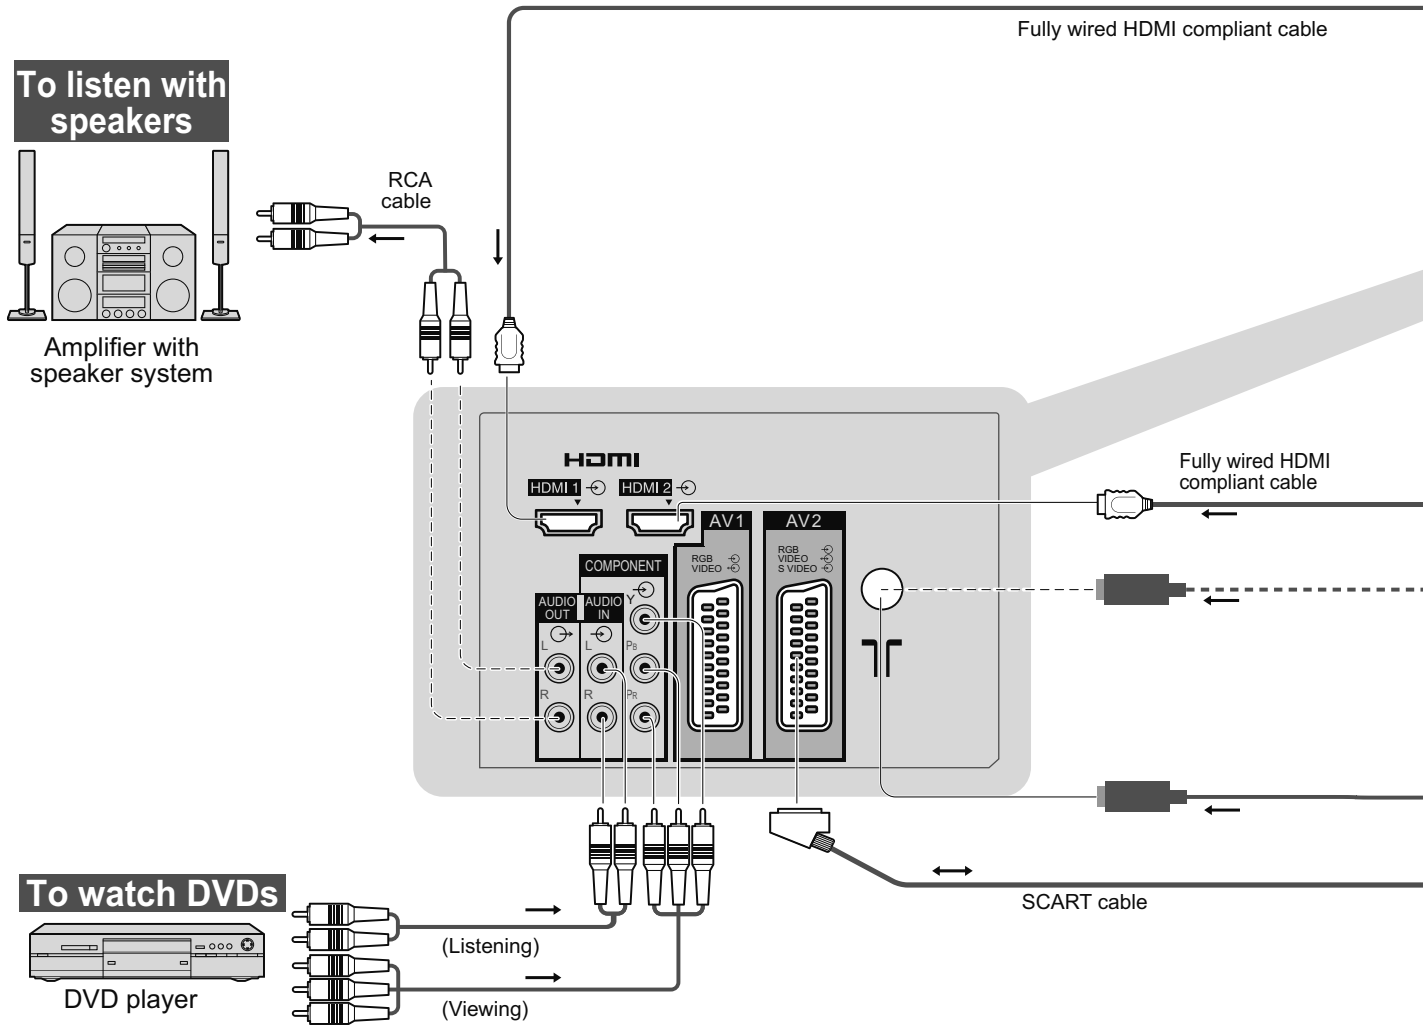 Fully wired HDMI compliant cable
To listen with
speakers
RCA
cable
Amplifier with
speaker system
HDMI
HDMI 1
HDMI 2
Fully wired HDMI
compliant cable
AV1
AV2
RGB
VIDEO
RGB
VIDEO
S VIDEO
COMPONENT
AUDIO
OUT
AUDIO
IN
Y
L
L
PB
R
R
PR
SCART cable
To watch DVDs
(Listening)
DVD player
(Viewing)